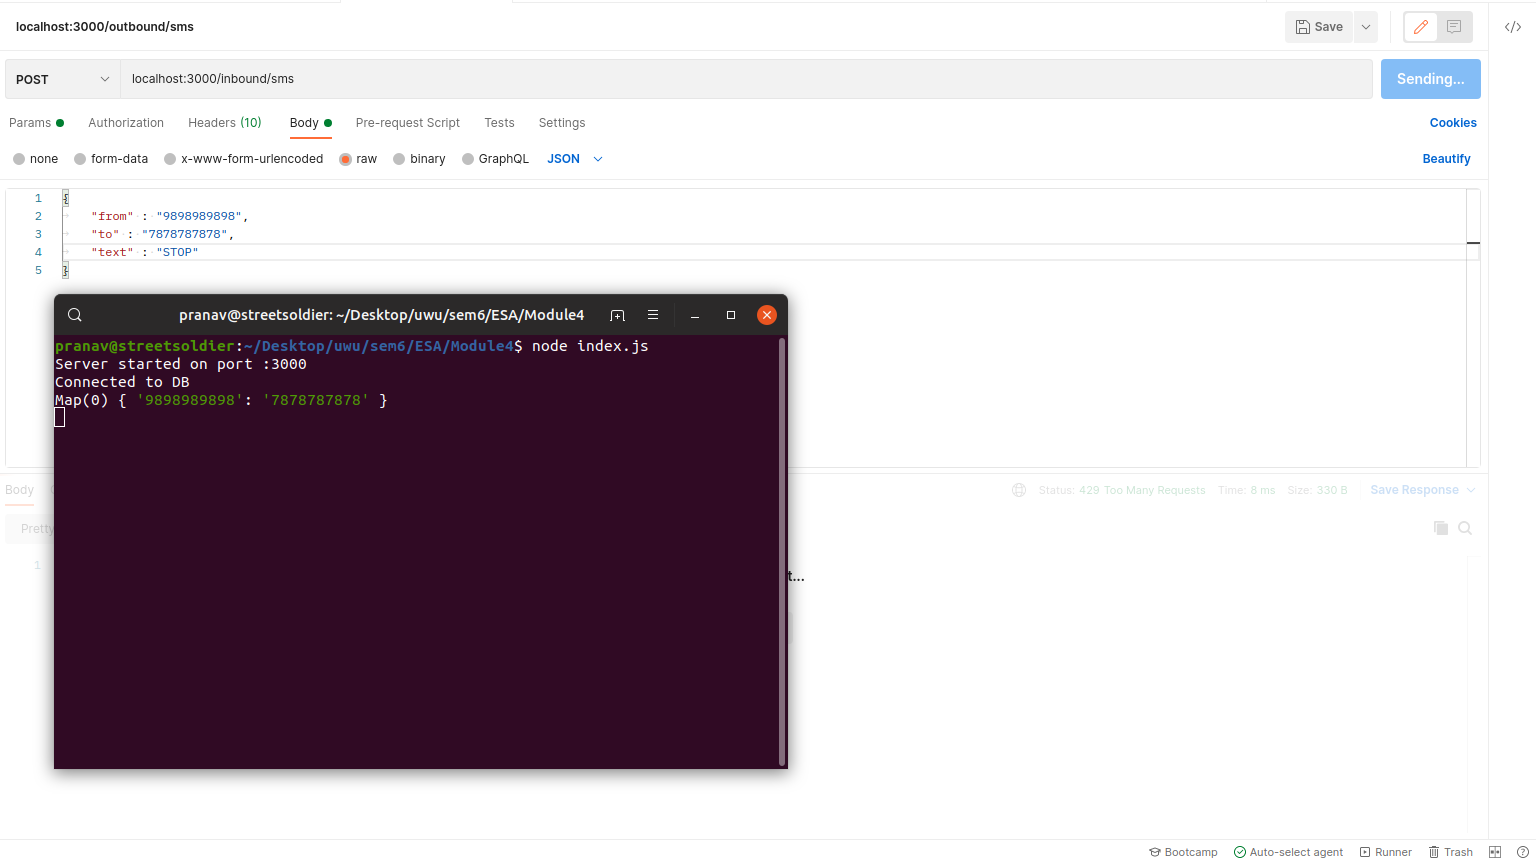 localhost:3000/outbound/sms
Save
POST
localhost:3000/inbound/sms
Sending...
Params
Authorization
Headers (10)
Body
Pre-request Script
Tests
Settings
Cookies
none
form-data
x-www-form-urlencoded
raw
binary
GraphQL
JSON
Beautify
1 {
2 "from" : "9898989898",
3 "to" : "7878787878",
4 "text" : "STOP"
5 }
pranav@streetsoldier: ~/Desktop/uwu/sem6/ESA/Module4
pranav@streetsoldier:~/Desktop/uwu/sem6/ESA/Module4$ node index.js
Server started on port :3000
Connected to DB
Map(0) { '9898989898': '7878787878' }
Body
Status: 429 Too Many Requests
Time: 8 ms
Size: 330 B
Save Response
Pretty
1
t...
Bootcamp
Auto-select agent
Runner
Trash